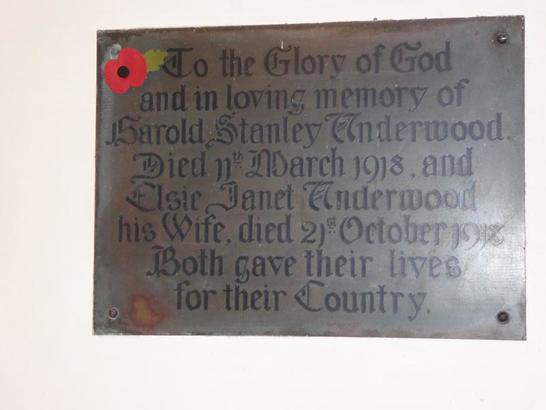 To the Glory of God
and in loving memory of
Harold Stanley Underwood.
Died 11th March 1918, and
Elsie Janet Underwood
his Wife, died 21st October 1918
Both gave their lives
for their Country.